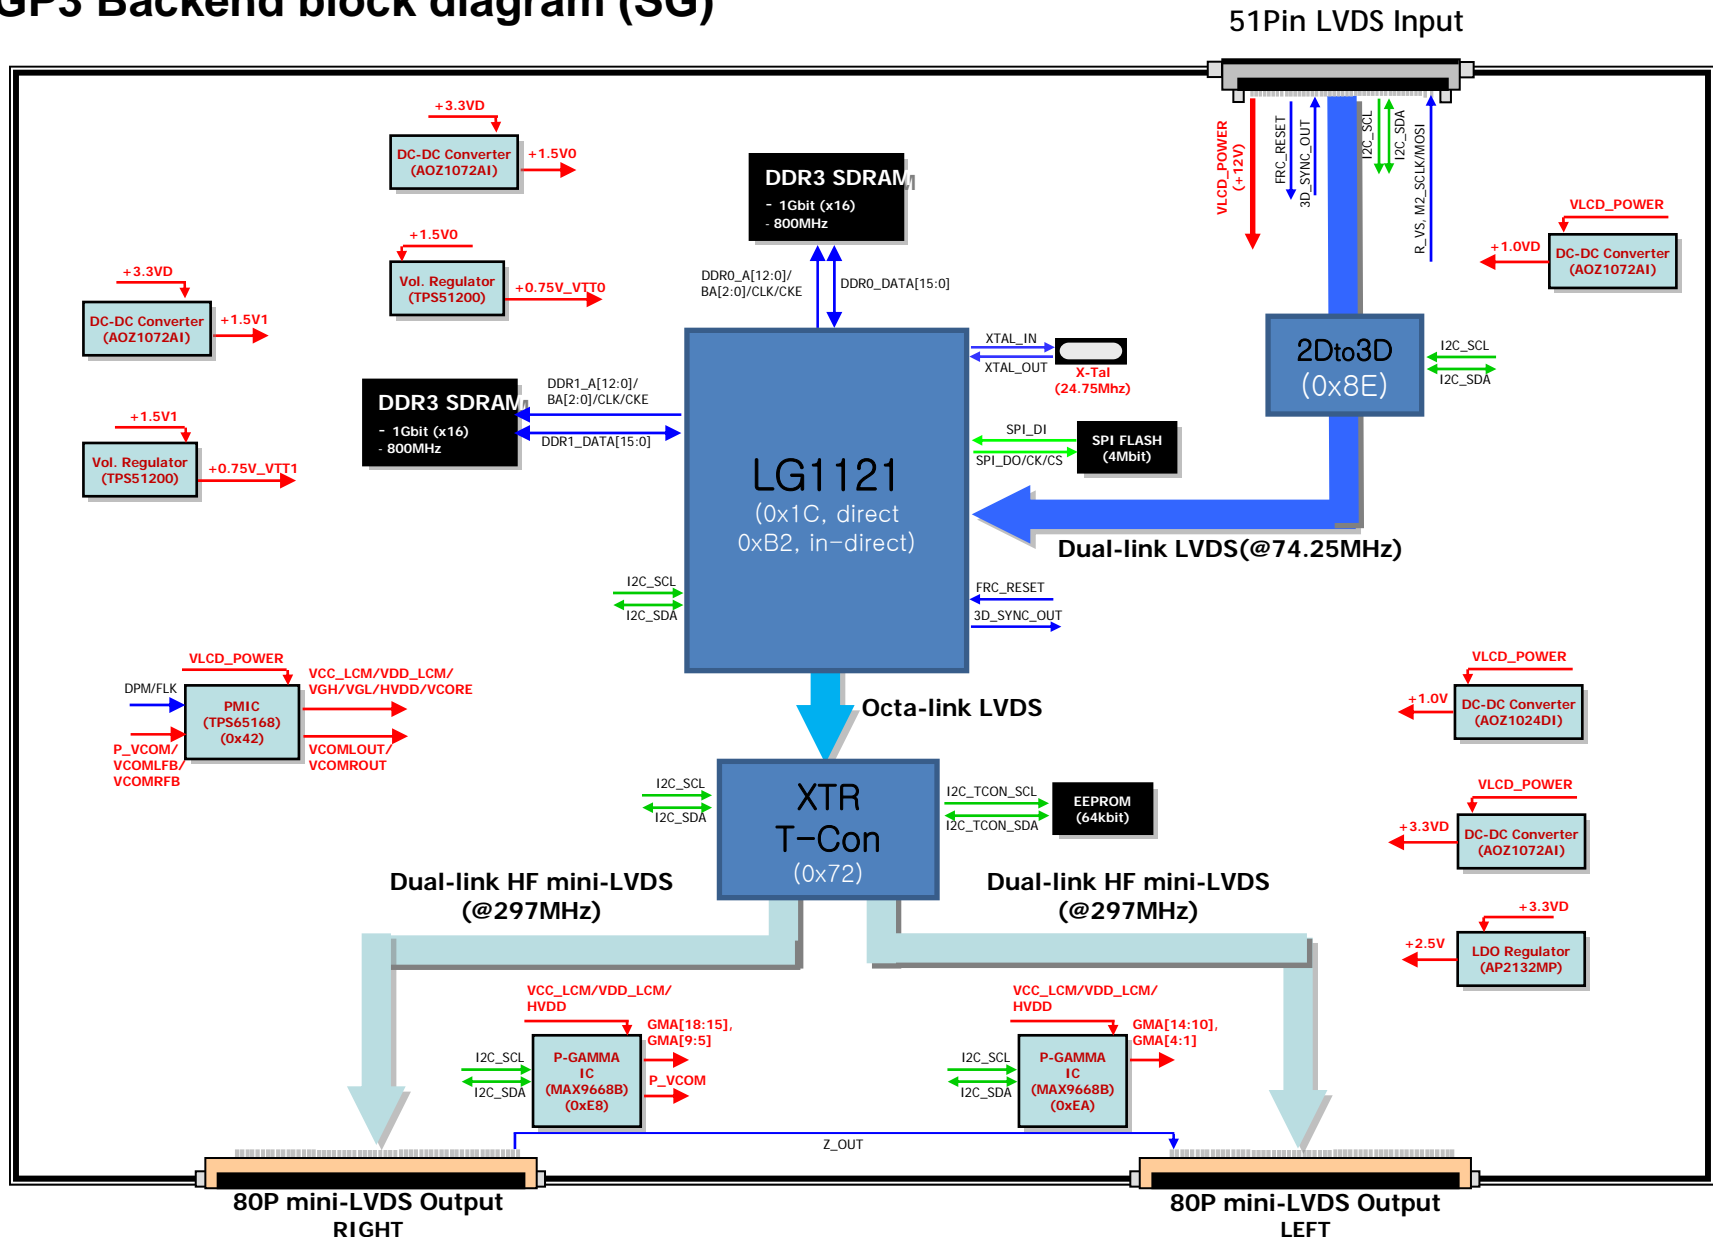 GP3 Backend block diagram (SG)
51Pin LVDS Input
+3.3VD
DC-DC Converter
(AOZ1072AI)
+1.5V0
+1.5V0
Vol. Regulator
(TPS51200)
+0.75V_VTT0
+3.3VD
DC-DC Converter
(AOZ1072AI)
+1.5V1
+1.5V1
Vol. Regulator
(TPS51200)
+0.75V_VTT1
DDR3 SDRAM
- 1Gbit (x16)
- 800MHz
DDR0_A[12:0]/
BA[2:0]/CLK/CKE
DDR0_DATA[15:0]
DDR3 SDRAM
- 1Gbit (x16)
- 800MHz
DDR1_A[12:0]/
BA[2:0]/CLK/CKE
DDR1_DATA[15:0]
VLCD_POWER
(+12V)
FRC_RESET
3D_SYNC_OUT
I2C_SCL
I2C_SDA
R_VS, M2_SCLK/MOSI
VLCD_POWER
+1.0VD
DC-DC Converter
(AOZ1072AI)
2Dto3D
(0x8E)
I2C_SCL
I2C_SDA
XTAL_IN
XTAL_OUT
X-Tal
(24.75Mhz)
SPI_DI
SPI_DO/CK/CS
SPI FLASH
(4Mbit)
LG1121
(0x1C, direct
0xB2, in-direct)
Dual-link LVDS(@74.25MHz)
I2C_SCL
I2C_SDA
FRC_RESET
3D_SYNC_OUT
VLCD_POWER
DPM/FLK
PMIC
(TPS65168)
(0x42)
VCC_LCM/VDD_LCM/
VGH/VGL/HVDD/VCORE
P_VCOM/
VCOMLFB/
VCOMRFB
VCOMLOUT/
VCOMROUT
Octa-link LVDS
VLCD_POWER
+1.0V
DC-DC Converter
(AOZ1024DI)
I2C_SCL
I2C_SDA
XTR
T-Con
(0x72)
I2C_TCON_SCL
I2C_TCON_SDA
EEPROM
(64kbit)
VLCD_POWER
+3.3VD
DC-DC Converter
(AOZ1072AI)
Dual-link HF mini-LVDS
(@297MHz)
Dual-link HF mini-LVDS
(@297MHz)
+3.3VD
+2.5V
LDO Regulator
(AP2132MP)
VCC_LCM/VDD_LCM/
HVDD
I2C_SCL
I2C_SDA
P-GAMMA
IC
(MAX9668B)
(0xE8)
GMA[18:15],
GMA[9:5]
P_VCOM
VCC_LCM/VDD_LCM/
HVDD
I2C_SCL
I2C_SDA
P-GAMMA
IC
(MAX9668B)
(0xEA)
GMA[14:10],
GMA[4:1]
Z_OUT
80P mini-LVDS Output
RIGHT
80P mini-LVDS Output
LEFT